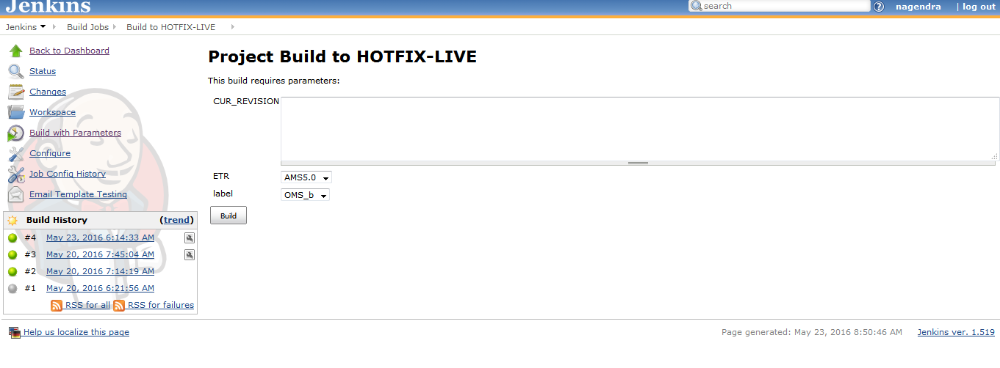 Jenkins
search
nagendra | log out
Jenkins Build Jobs Build to HOTFIX-LIVE
Back to Dashboard
Status
Changes
Workspace
Build with Parameters
Configure
Job Config History
Email Template Testing
Build History (trend)
#4 May 23, 2016 6:14:33 AM
#3 May 20, 2016 7:45:04 AM
#2 May 20, 2016 7:14:19 AM
#1 May 20, 2016 6:21:56 AM
RSS for all RSS for failures
Project Build to HOTFIX-LIVE
This build requires parameters:
CUR_REVISION
ETR AMS5.0
label OMS_b
Build
Help us localize this page
Page generated: May 23, 2016 8:50:46 AM Jenkins ver. 1.519